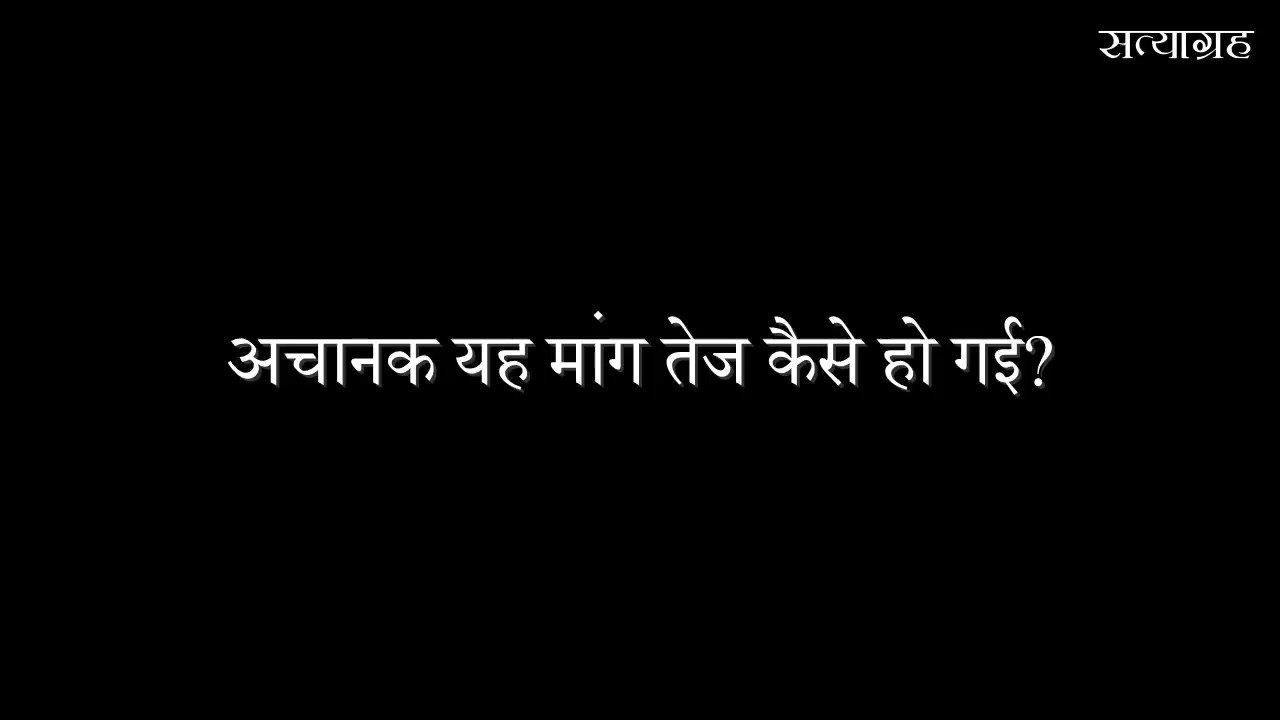 सत्याग्रह
अचानक यह मांग तेज कैसे हो गई?